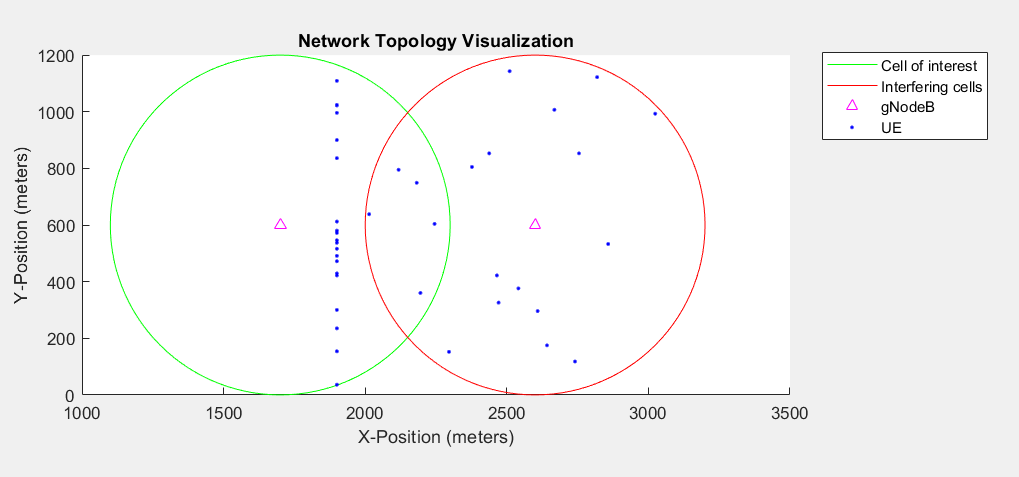 Network Topology Visualization
1200
1000
800
600
400
200
0
Y-Position (meters)
1000 1500 2000 2500 3000 3500
X-Position (meters)
Cell of interest
Interfering cells
gNodeB
UE